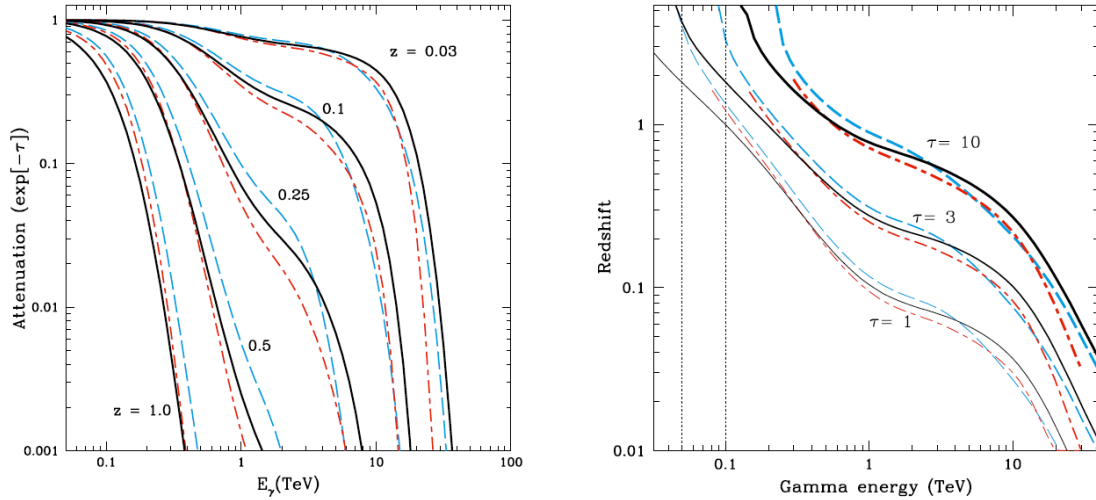 1
0.1
0.01
0.001
Attenuation (exp[-τ])
z = 0.03
0.1
0.25
0.5
z = 1.0
0.1
1
10
100
E_γ(TeV)
1
0.1
0.01
Redshift
τ= 10
τ= 3
τ= 1
0.1
1
10
Gamma energy (TeV)